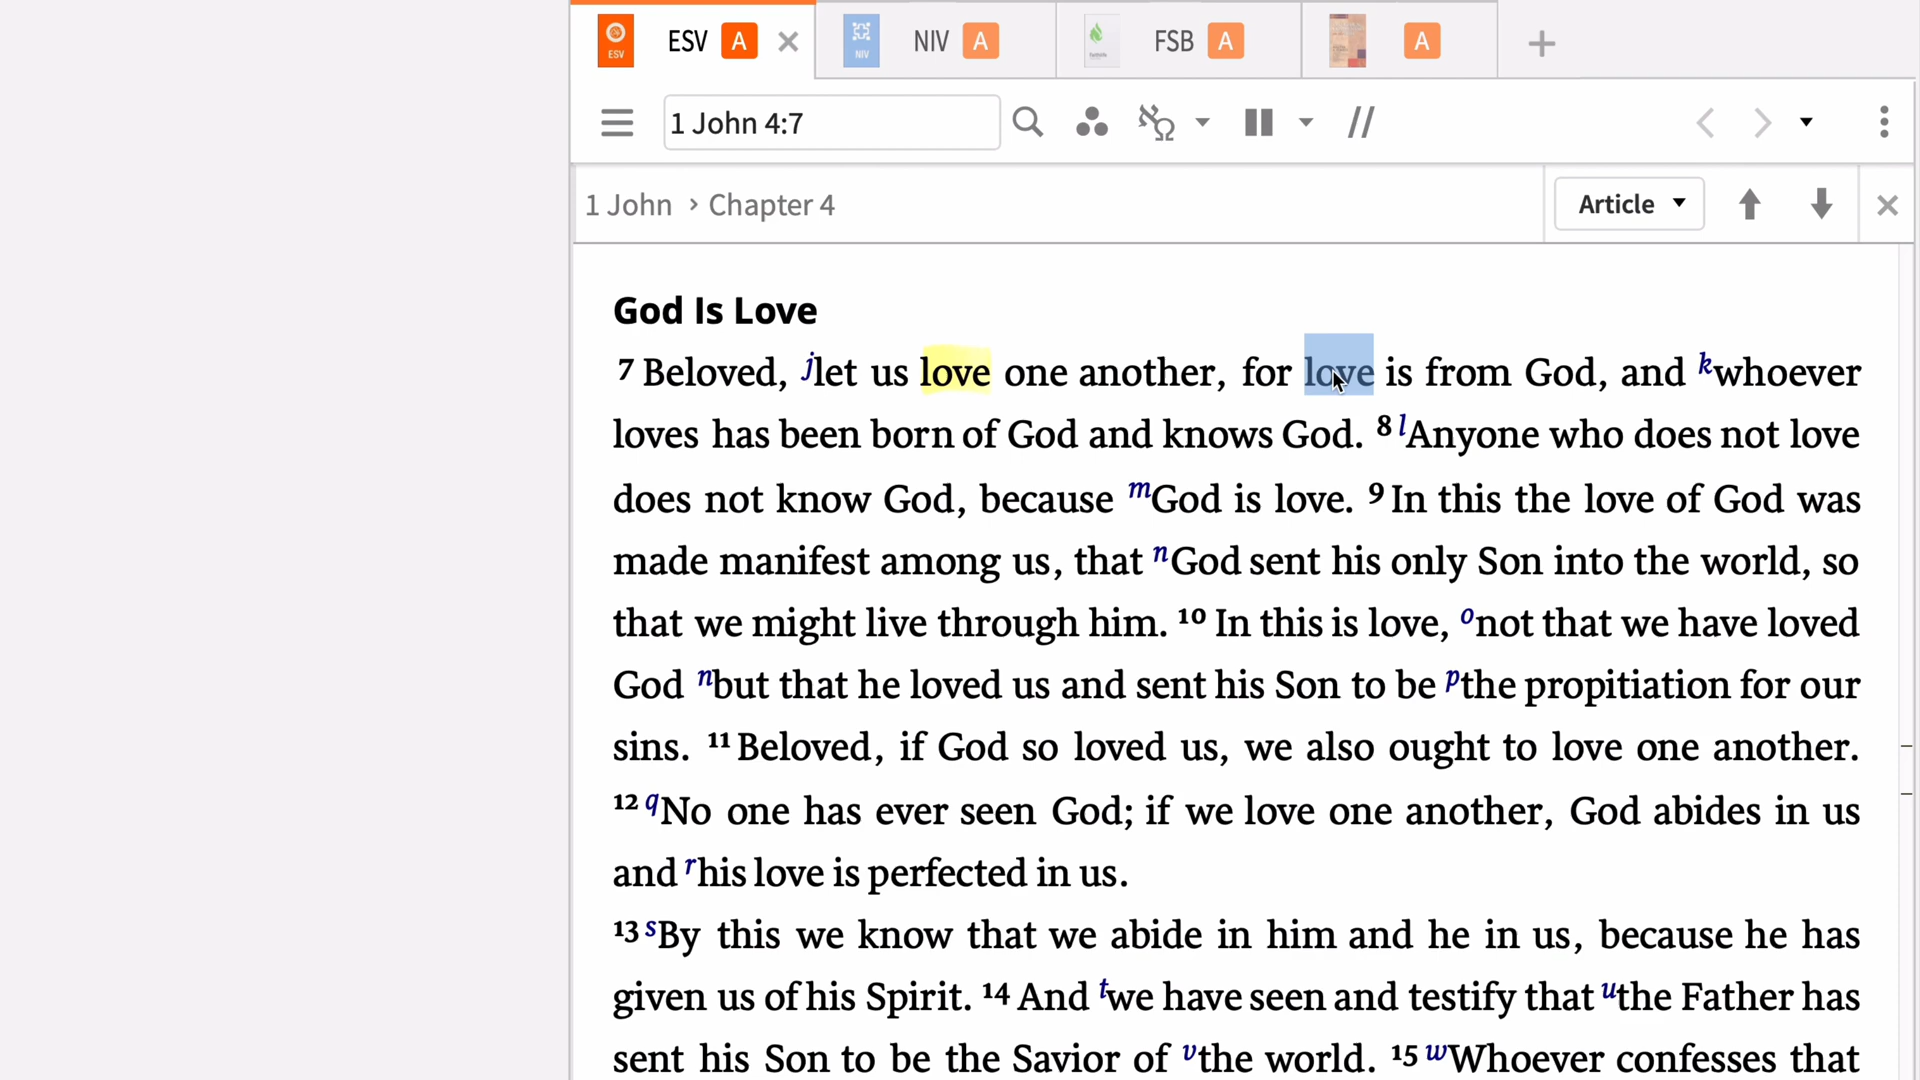 ESV ESV A NIV NIV A FSB A A
1 John 4:7
1 John › Chapter 4 Article
God Is Love
7 Beloved, jlet us love one another, for love is from God, and kwhoever
loves has been born of God and knows God. 8 lAnyone who does not love
does not know God, because mGod is love. 9 In this the love of God was
made manifest among us, that nGod sent his only Son into the world, so
that we might live through him. 10 In this is love, onot that we have loved
God nbut that he loved us and sent his Son to be pthe propitiation for our
sins. 11 Beloved, if God so loved us, we also ought to love one another.
12 qNo one has ever seen God; if we love one another, God abides in us
and rhis love is perfected in us.
13 sBy this we know that we abide in him and he in us, because he has
given us of his Spirit. 14 And twe have seen and testify that uthe Father has
sent his Son to be the Savior of vthe world. 15 wWhoever confesses that